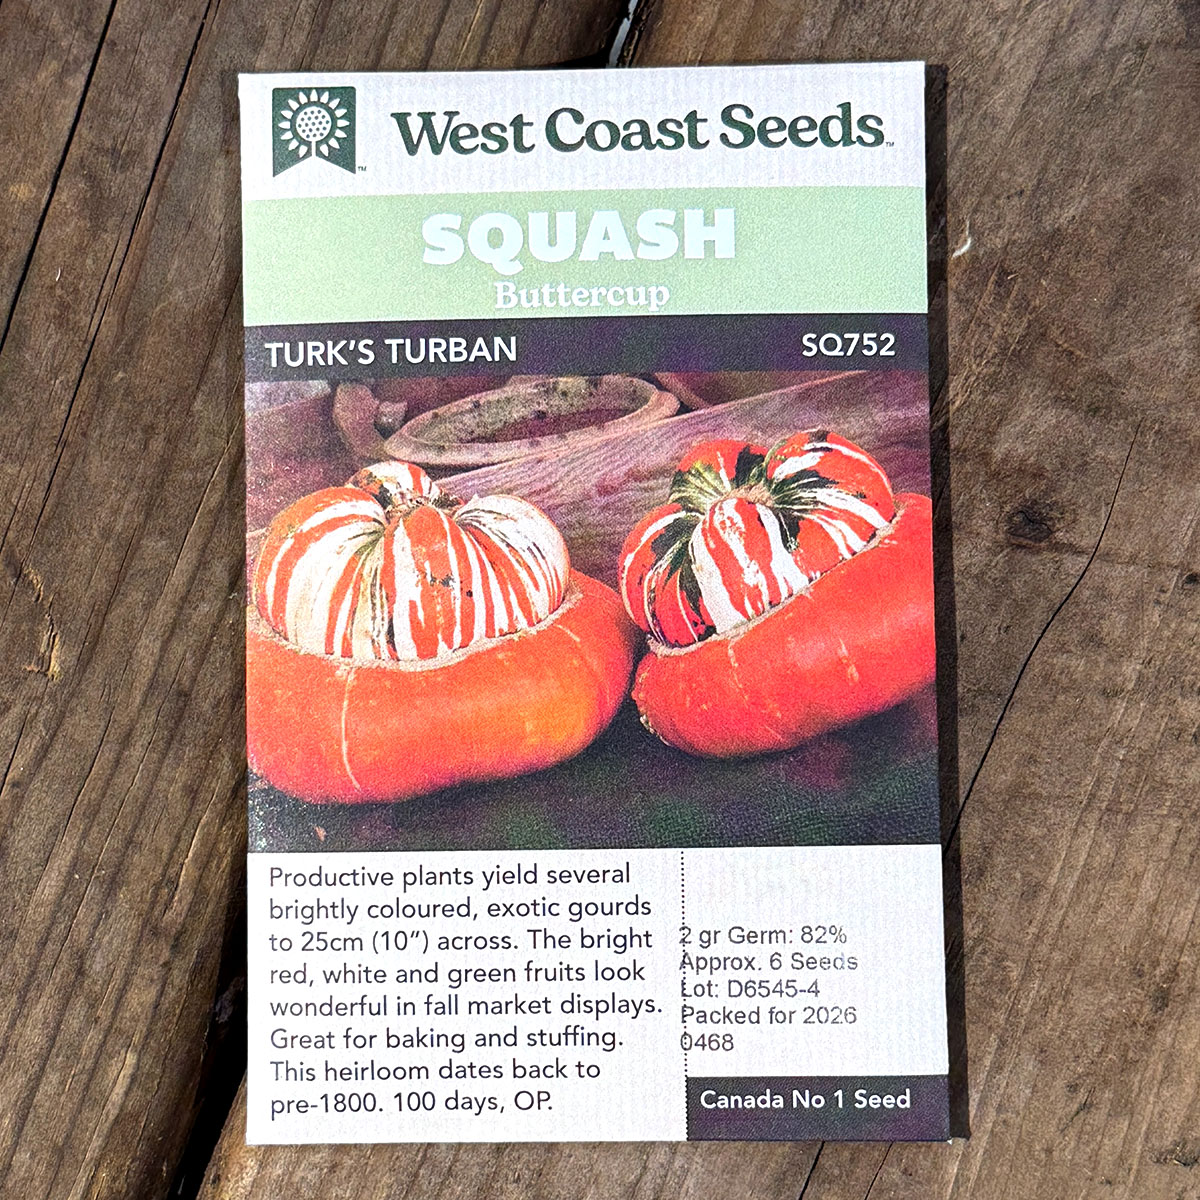 West Coast Seeds™
SQUASH
Buttercup
TURK'S TURBAN
SQ752
Productive plants yield several
brightly coloured, exotic gourds
to 25cm (10") across. The bright
red, white and green fruits look
wonderful in fall market displays.
Great for baking and stuffing.
This heirloom dates back to
pre-1800. 100 days, OP.
2 gr Germ: 82%
Approx. 6 Seeds
Lot: D6545-4
Packed for 2026
0468
Canada No 1 Seed